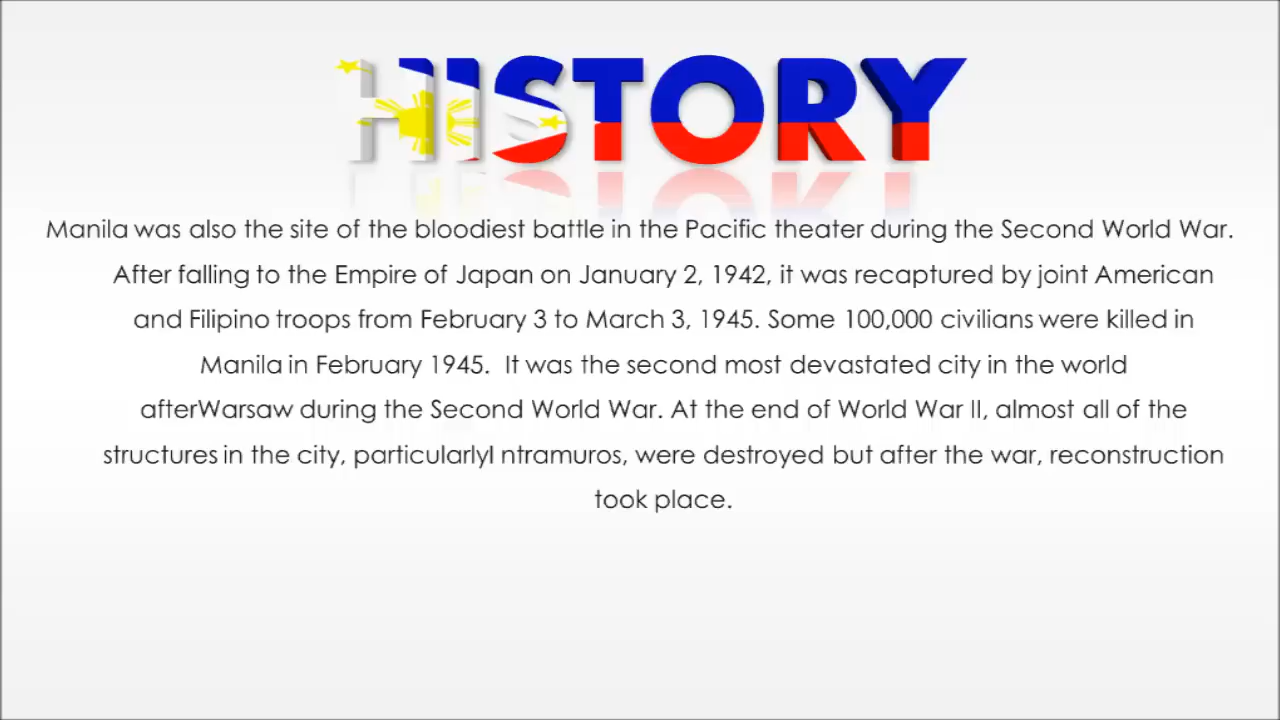 HISTORY
Manila was also the site of the bloodiest battle in the Pacific theater during the Second World War.
After falling to the Empire of Japan on January 2, 1942, it was recaptured by joint American
and Filipino troops from February 3 to March 3, 1945. Some 100,000 civilians were killed in
Manila in February 1945.  It was the second most devastated city in the world
afterWarsaw during the Second World War. At the end of World War II, almost all of the
structures in the city, particularlyI ntramuros, were destroyed but after the war, reconstruction
took place.